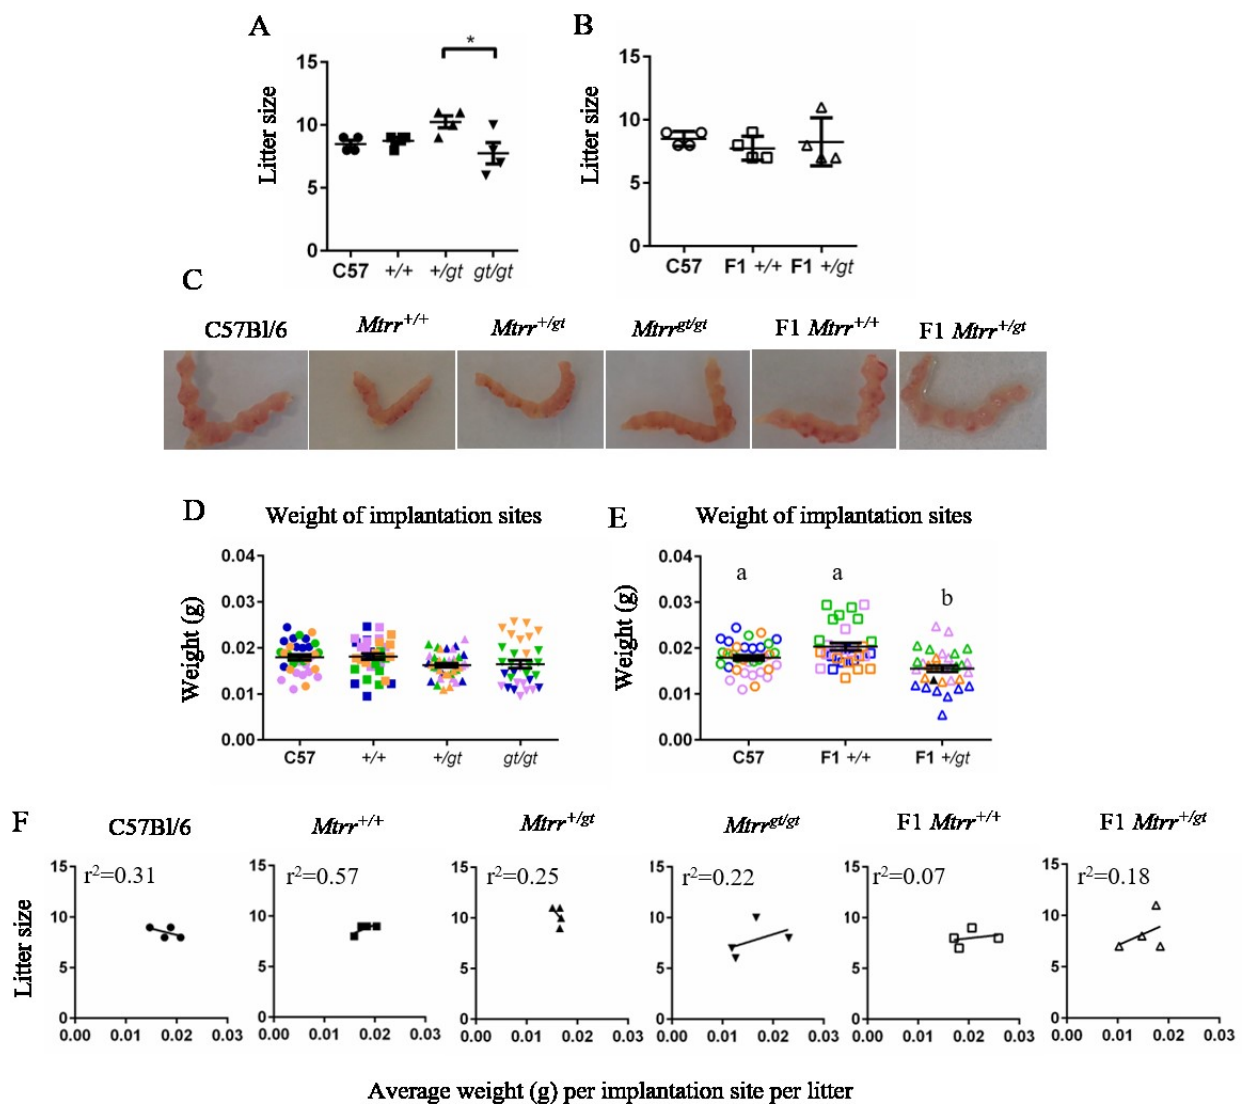 A
B
*
Litter size
15
10
5
0
C57 +/+ +/gt gt/gt
Litter size
15
10
5
0
C57 F1 +/+ F1 +/gt
C
C57Bl/6 Mtrr+/+ Mtrr+/gt Mtrrgt/gt F1 Mtrr+/+ F1 Mtrr+/gt
D Weight of implantation sites
Weight (g)
0.04
0.03
0.02
0.01
0.00
C57 +/+ +/gt gt/gt
E Weight of implantation sites
Weight (g)
0.04
0.03
0.02
0.01
0.00
a a b
C57 F1 +/+ F1 +/gt
F
C57Bl/6 Mtrr+/+ Mtrr+/gt Mtrrgt/gt F1 Mtrr+/+ F1 Mtrr+/gt
Litter size
15
10
5
0
r2=0.31
0.00 0.01 0.02 0.03
15
10
5
0
r2=0.57
0.00 0.01 0.02 0.03
15
10
5
0
r2=0.25
0.00 0.01 0.02 0.03
15
10
5
0
r2=0.22
0.00 0.01 0.02 0.03
15
10
5
0
r2=0.07
0.00 0.01 0.02 0.03
15
10
5
0
r2=0.18
0.00 0.01 0.02 0.03
Average weight (g) per implantation site per litter